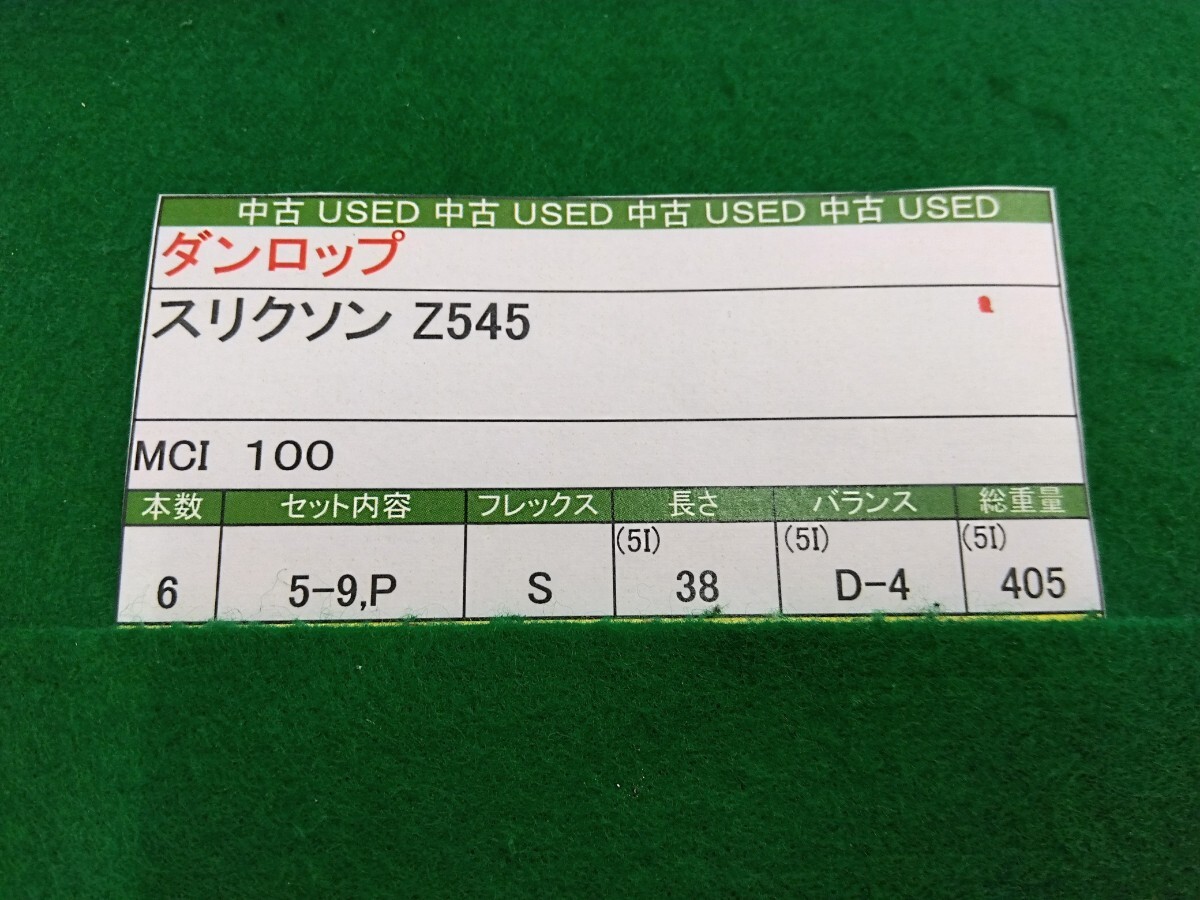 中古 USED 中古 USED 中古 USED 中古 USED
ダンロップ
スリクソン Z545
MCI 100
本数 セット内容 フレックス 長さ バランス 総重量
(5I) (5I) (5I)
6 5-9,P S 38 D-4 405